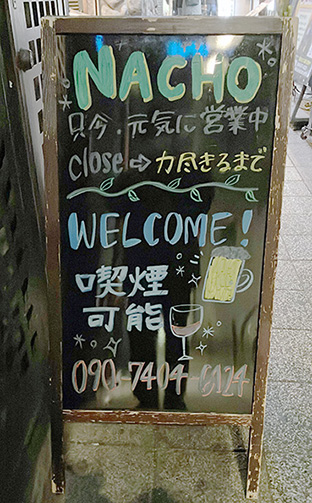 NACHO
只今、元気に営業中
close⇨力尽きるまで
WELCOME!
喫煙
可能
090-7404-6124